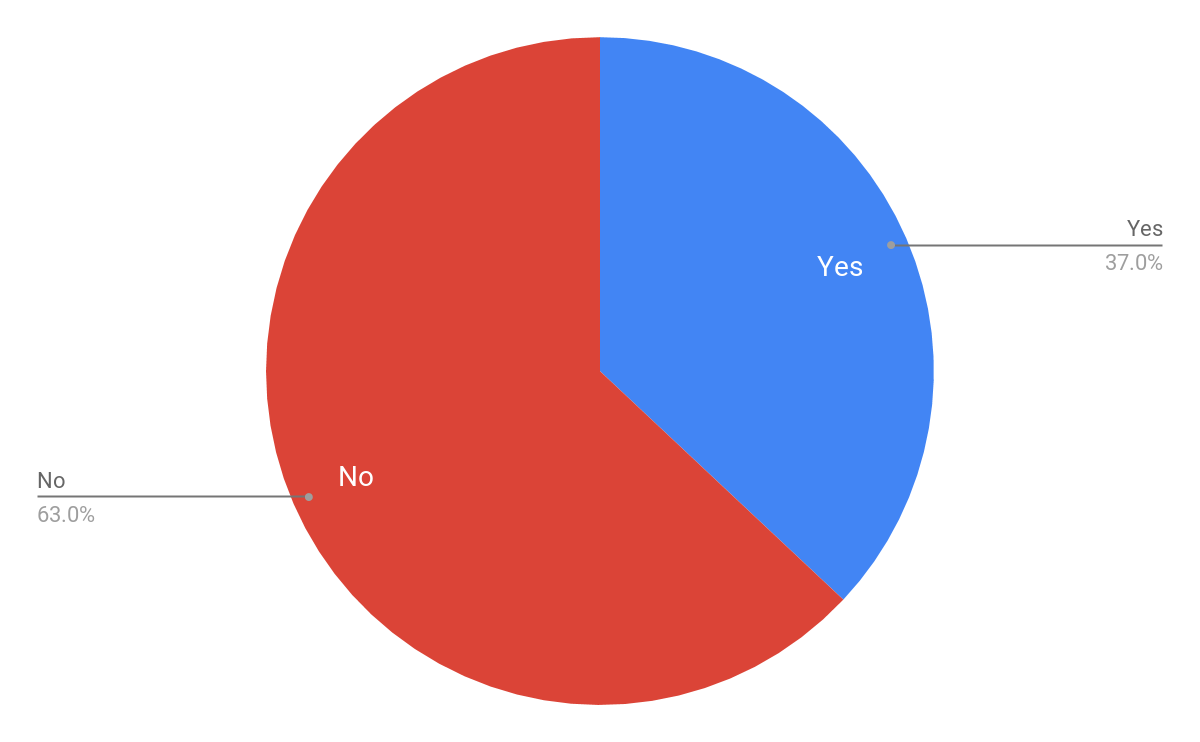 Yes
37.0%
Yes
No
No
63.0%